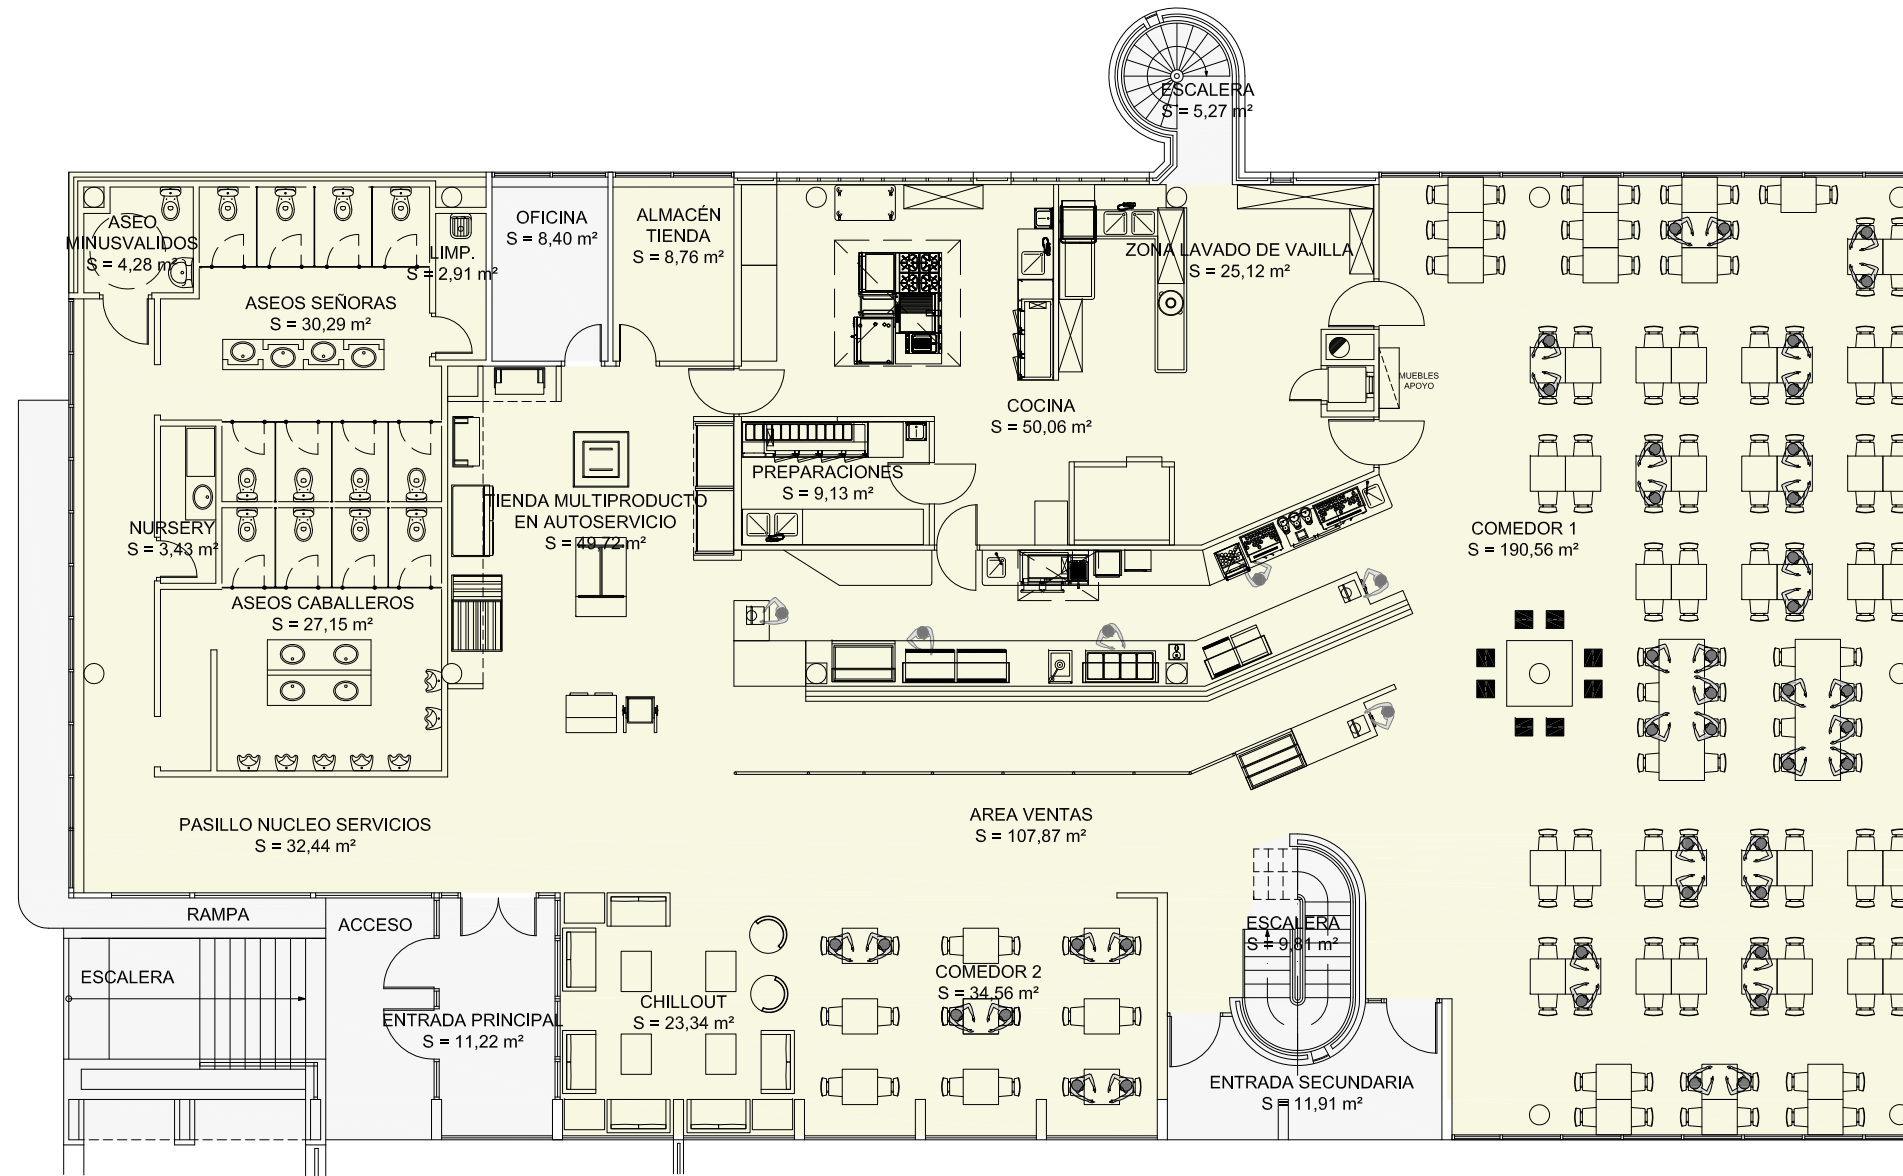 ESCALERA
S = 5,27 m²
ASEO
MINUSVALIDOS
S = 4,28 m²
LIMP.
S = 2,91 m²
OFICINA
S = 8,40 m²
ALMACÉN
TIENDA
S = 8,76 m²
ZONA LAVADO DE VAJILLA
S = 25,12 m²
ASEOS SEÑORAS
S = 30,29 m²
MUEBLES
APOYO
COCINA
S = 50,06 m²
PREPARACIONES
S = 9,13 m²
TIENDA MULTIPRODUCTO
EN AUTOSERVICIO
S = 49,72 m²
NURSERY
S = 3,43 m²
COMEDOR 1
S = 190,56 m²
ASEOS CABALLEROS
S = 27,15 m²
PASILLO NUCLEO SERVICIOS
S = 32,44 m²
AREA VENTAS
S = 107,87 m²
RAMPA
ACCESO
ESCALERA
S = 9,81 m²
ESCALERA
COMEDOR 2
S = 34,56 m²
CHILLOUT
S = 23,34 m²
ENTRADA PRINCIPAL
S = 11,22 m²
ENTRADA SECUNDARIA
S = 11,91 m²